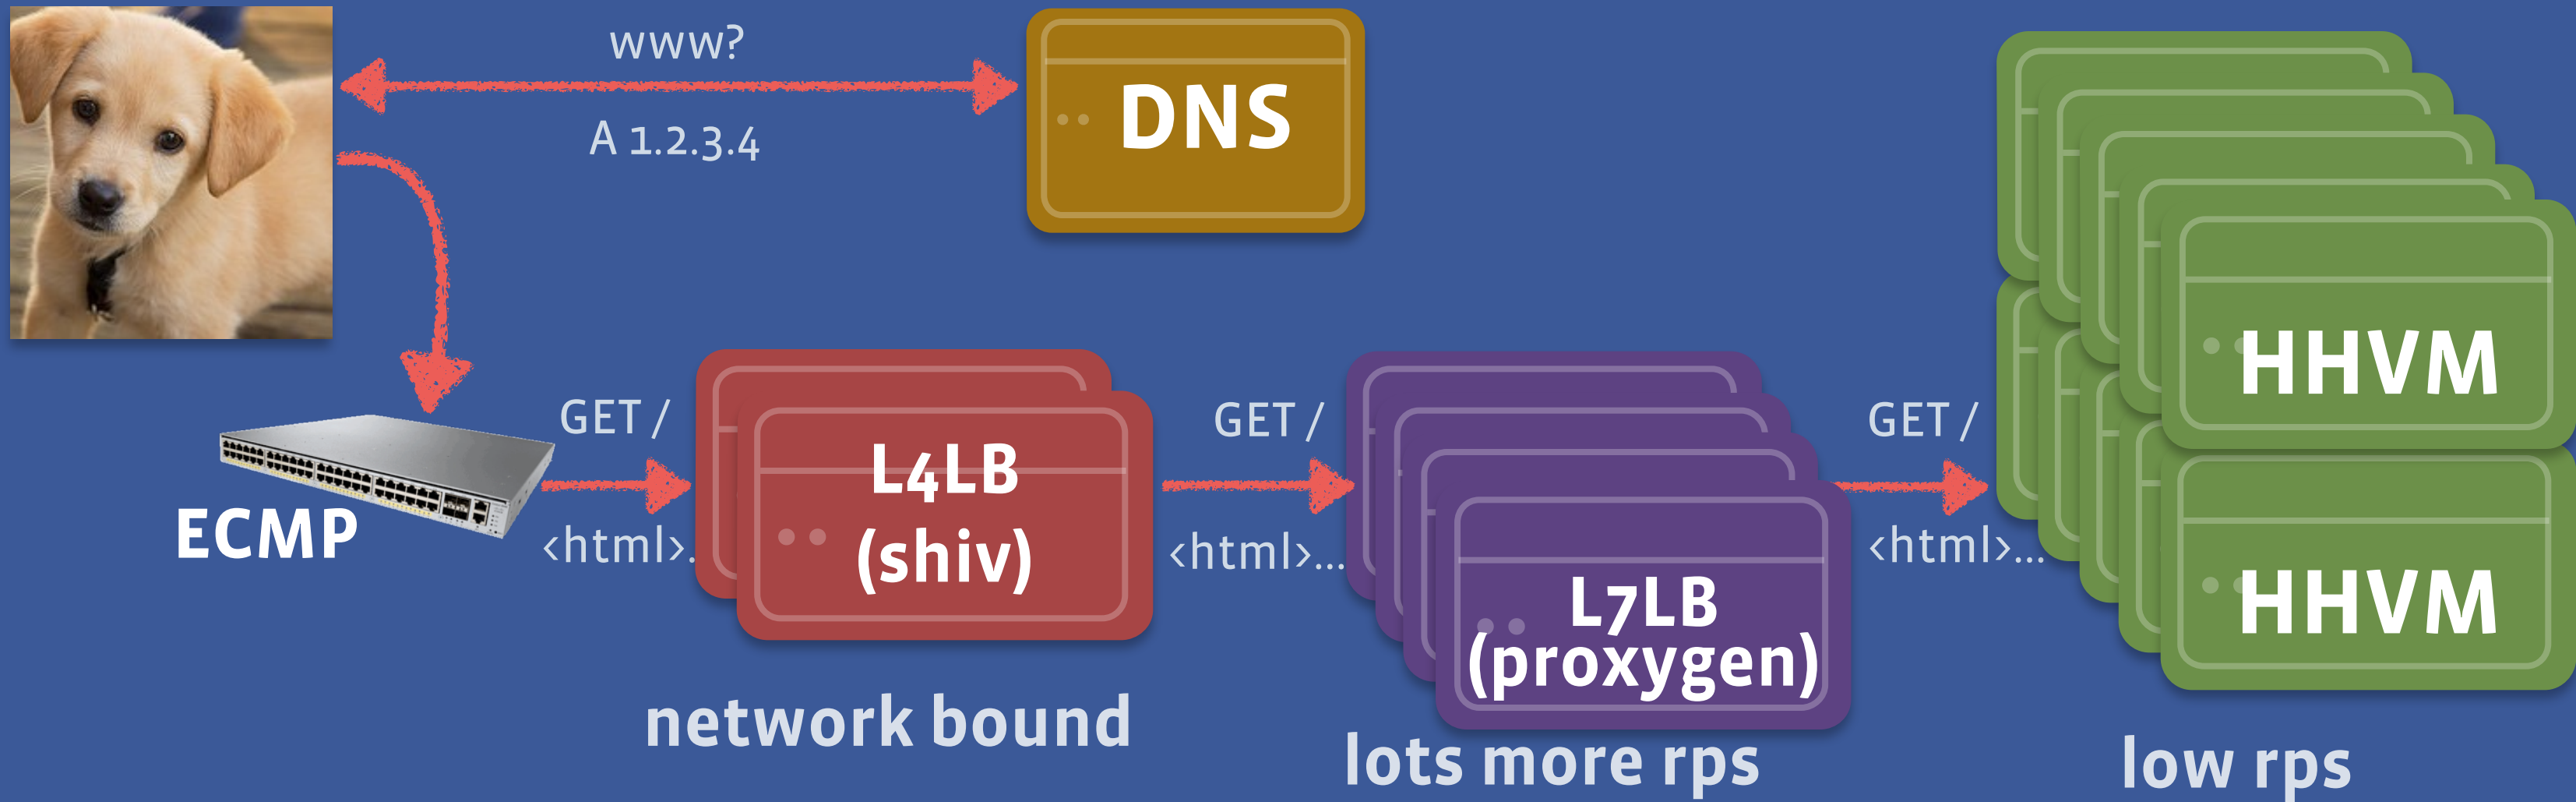 www?
A 1.2.3.4
DNS
ECMP
GET /
<html>.
L4LB
(shiv)
network bound
GET /
<html>...
L7LB
(proxygen)
lots more rps
GET /
<html>...
HHVM
HHVM
low rps